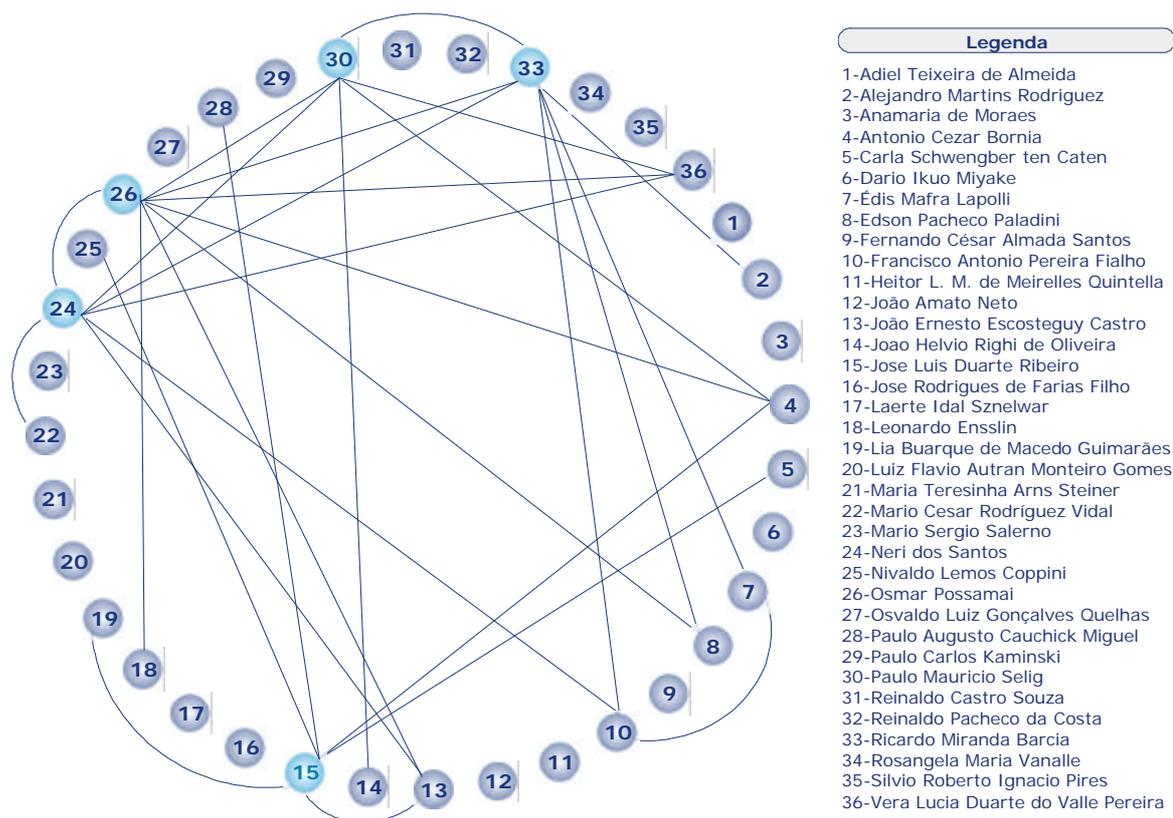 30
31
32
33
29
34
28
35
27
36
26
1
25
2
24
3
23
4
22
5
21
6
20
7
19
8
18
9
17
10
16
11
15
14
13
12
Legenda
1-Adiel Teixeira de Almeida
2-Alejandro Martins Rodriguez
3-Anamaria de Moraes
4-Antonio Cezar Bornia
5-Carla Schwengber ten Caten
6-Dario Ikuo Miyake
7-Édis Mafra Lapolli
8-Edson Pacheco Paladini
9-Fernando César Almada Santos
10-Francisco Antonio Pereira Fialho
11-Heitor L. M. de Meirelles Quintella
12-João Amato Neto
13-João Ernesto Escosteguy Castro
14-Joao Helvio Righi de Oliveira
15-Jose Luis Duarte Ribeiro
16-Jose Rodrigues de Farias Filho
17-Laerte Idal Sznelwar
18-Leonardo Ensslin
19-Lia Buarque de Macedo Guimarães
20-Luiz Flavio Autran Monteiro Gomes
21-Maria Teresinha Arns Steiner
22-Mario Cesar Rodríguez Vidal
23-Mario Sergio Salerno
24-Neri dos Santos
25-Nivaldo Lemos Coppini
26-Osmar Possamai
27-Osvaldo Luiz Gonçalves Quelhas
28-Paulo Augusto Cauchick Miguel
29-Paulo Carlos Kaminski
30-Paulo Mauricio Selig
31-Reinaldo Castro Souza
32-Reinaldo Pacheco da Costa
33-Ricardo Miranda Barcia
34-Rosangela Maria Vanalle
35-Silvio Roberto Ignacio Pires
36-Vera Lucia Duarte do Valle Pereira